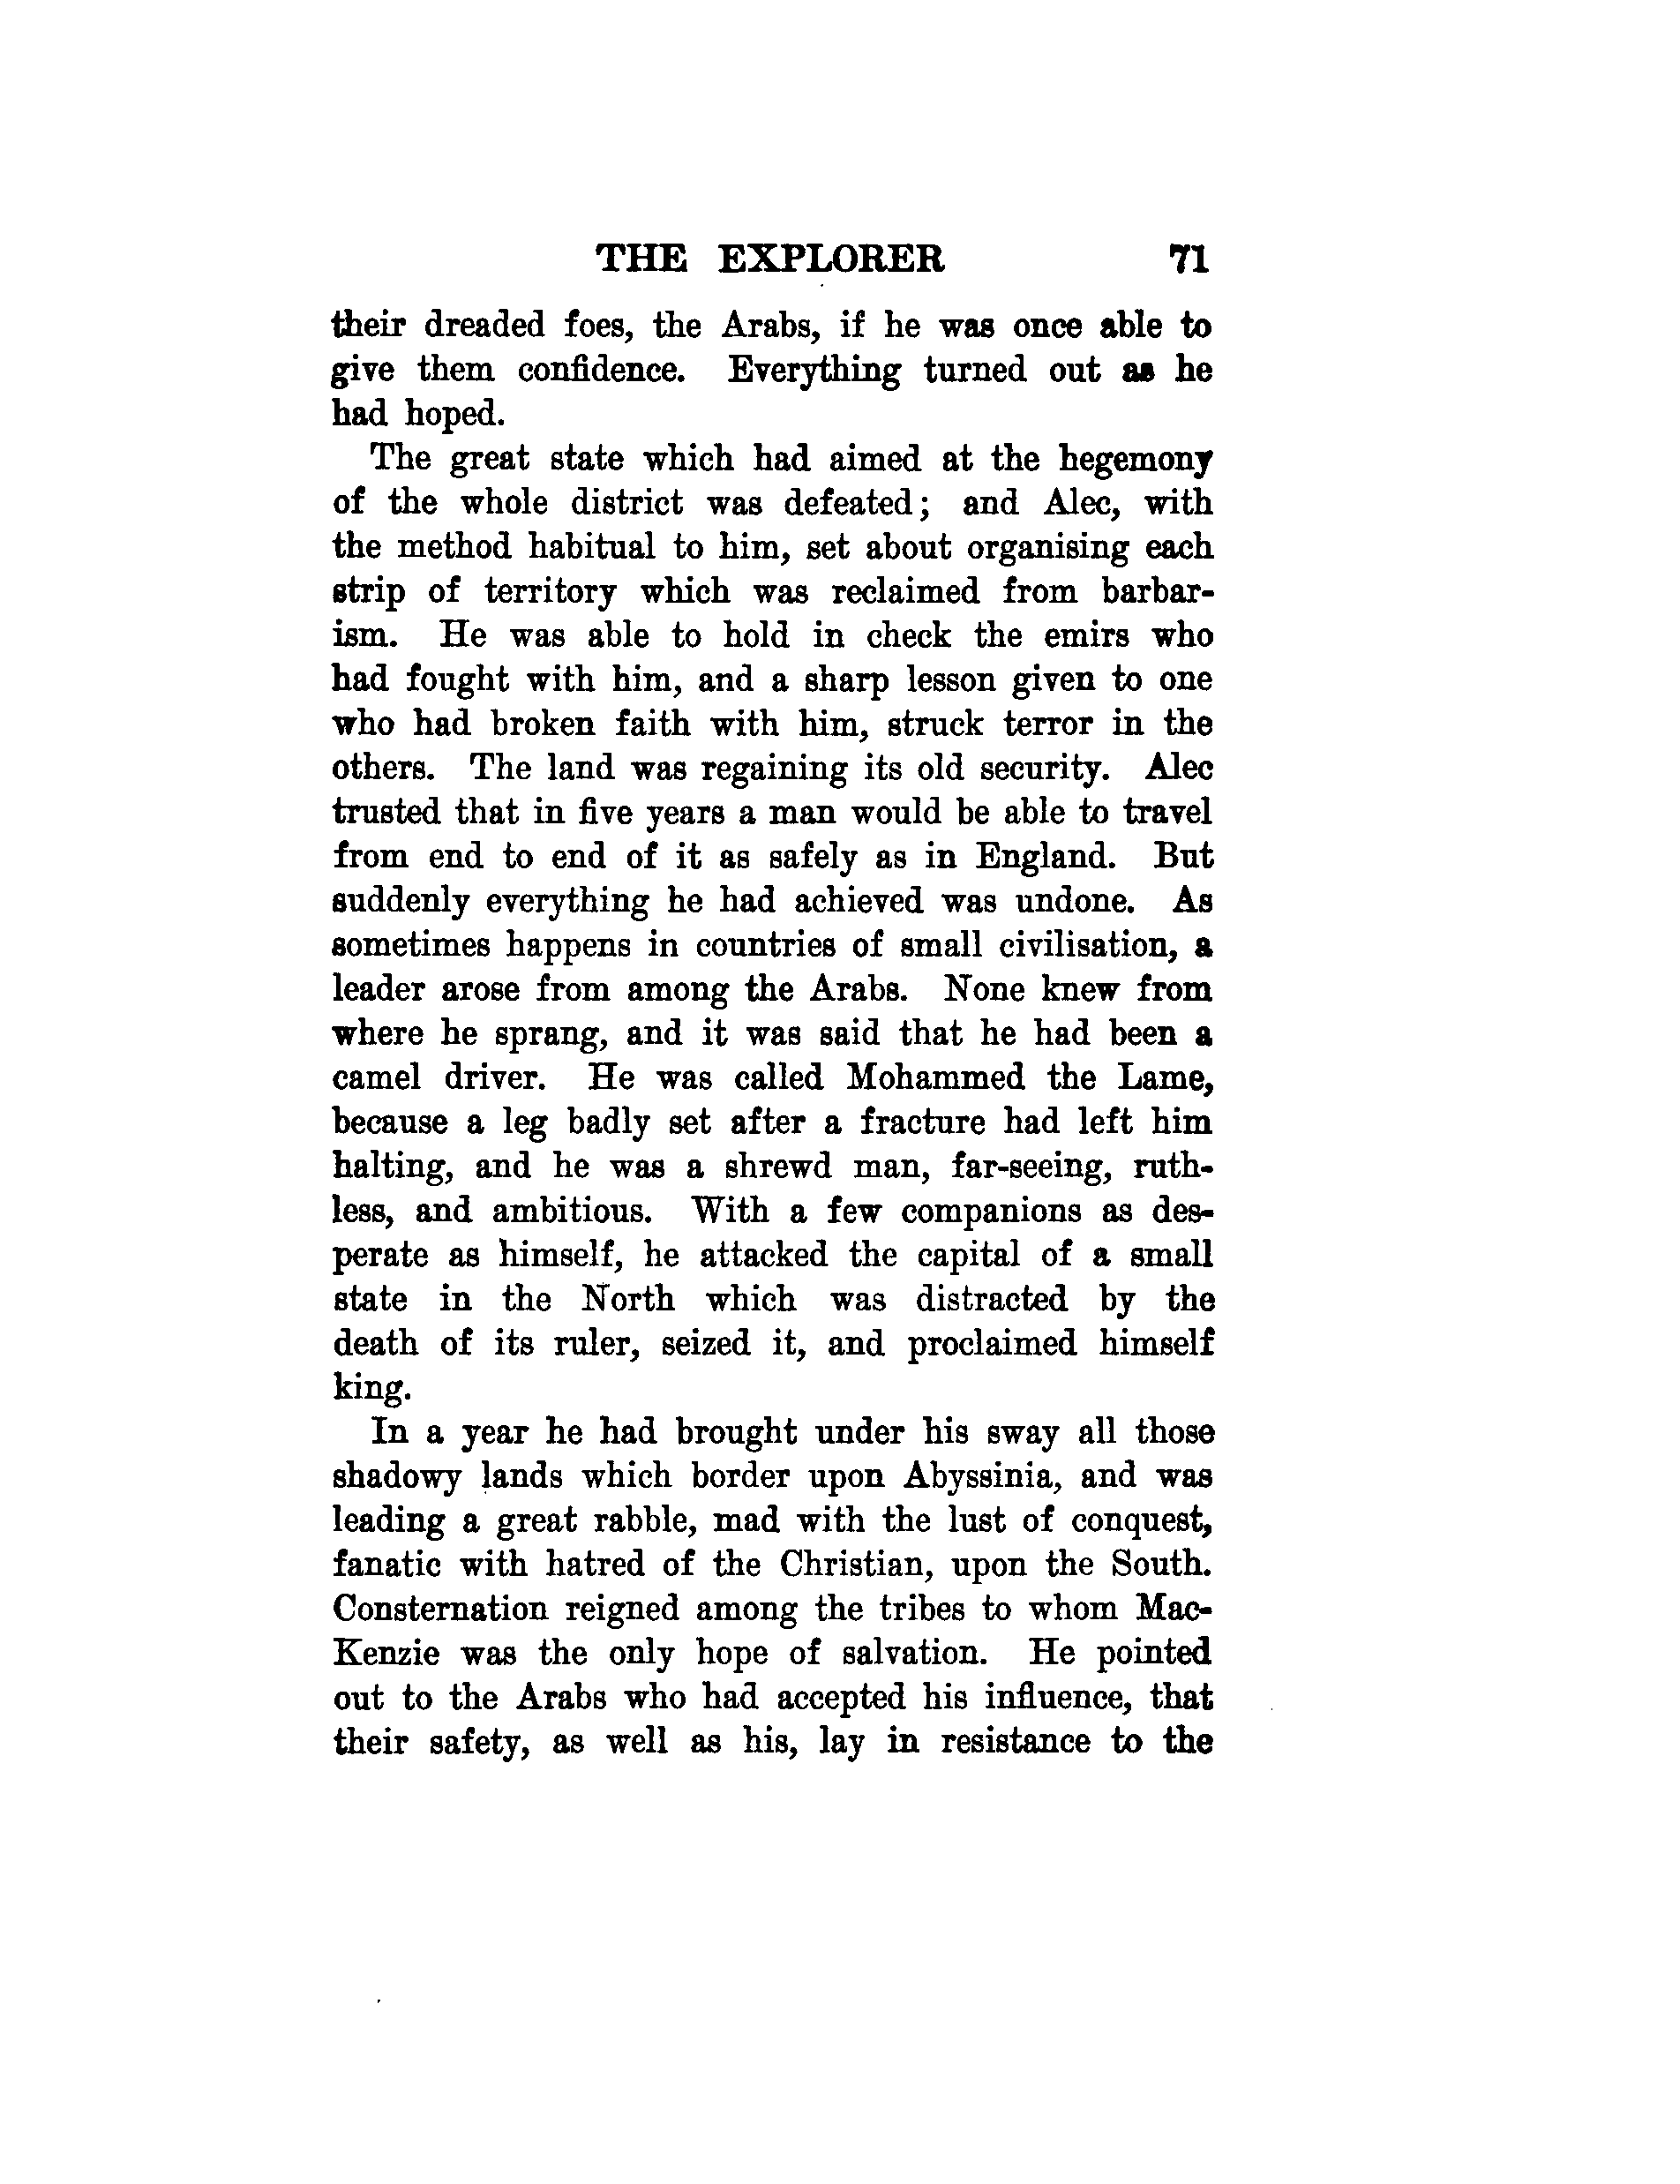 THE EXPLORER 71
their dreaded foes, the Arabs, if he was once able to
give them confidence. Everything turned out as he
had hoped.
The great state which had aimed at the hegemony
of the whole district was defeated; and Alec, with
the method habitual to him, set about organising each
strip of territory which was reclaimed from barbar-
ism. He was able to hold in check the emirs who
had fought with him, and a sharp lesson given to one
who had broken faith with him, struck terror in the
others. The land was regaining its old security. Alec
trusted that in five years a man would be able to travel
from end to end of it as safely as in England. But
suddenly everything he had achieved was undone. As
sometimes happens in countries of small civilisation, a
leader arose from among the Arabs. None knew from
where he sprang, and it was said that he had been a
camel driver. He was called Mohammed the Lame,
because a leg badly set after a fracture had left him
halting, and he was a shrewd man, far-seeing, ruth-
less, and ambitious. With a few companions as des-
perate as himself, he attacked the capital of a small
state in the North which was distracted by the
death of its ruler, seized it, and proclaimed himself
king.
In a year he had brought under his sway all those
shadowy lands which border upon Abyssinia, and was
leading a great rabble, mad with the lust of conquest,
fanatic with hatred of the Christian, upon the South.
Consternation reigned among the tribes to whom Mac-
Kenzie was the only hope of salvation. He pointed
out to the Arabs who had accepted his influence, that
their safety, as well as his, lay in resistance to the